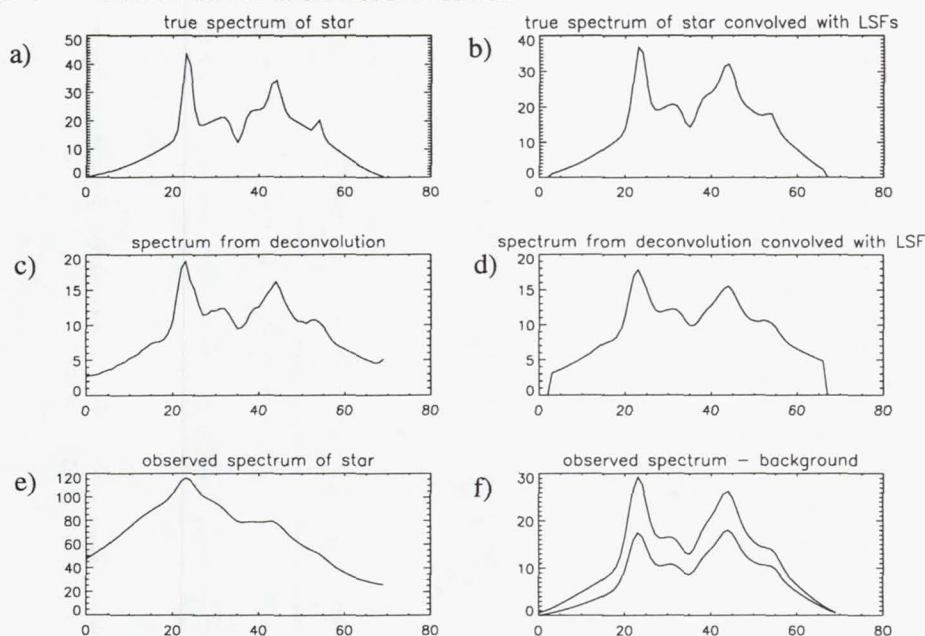 true spectrum of star
a)
50
40
30
20
10
0
0 20 40 60 80
true spectrum of star convolved with LSFs
b)
40
30
20
10
0
0 20 40 60 80
spectrum from deconvolution
c)
20
15
10
5
0
0 20 40 60 80
spectrum from deconvolution convolved with LSF
d)
20
15
10
5
0
0 20 40 60 80
observed spectrum of star
e)
120
100
80
60
40
20
0
0 20 40 60 80
observed spectrum – background
f)
30
20
10
0
0 20 40 60 80